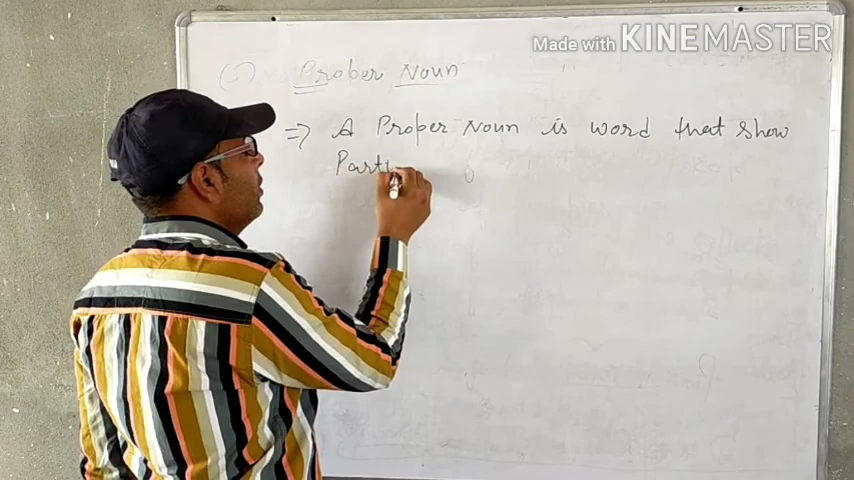 Made with KINEMASTER
Proper Noun
⇒ A Proper Noun is word that show
Parti